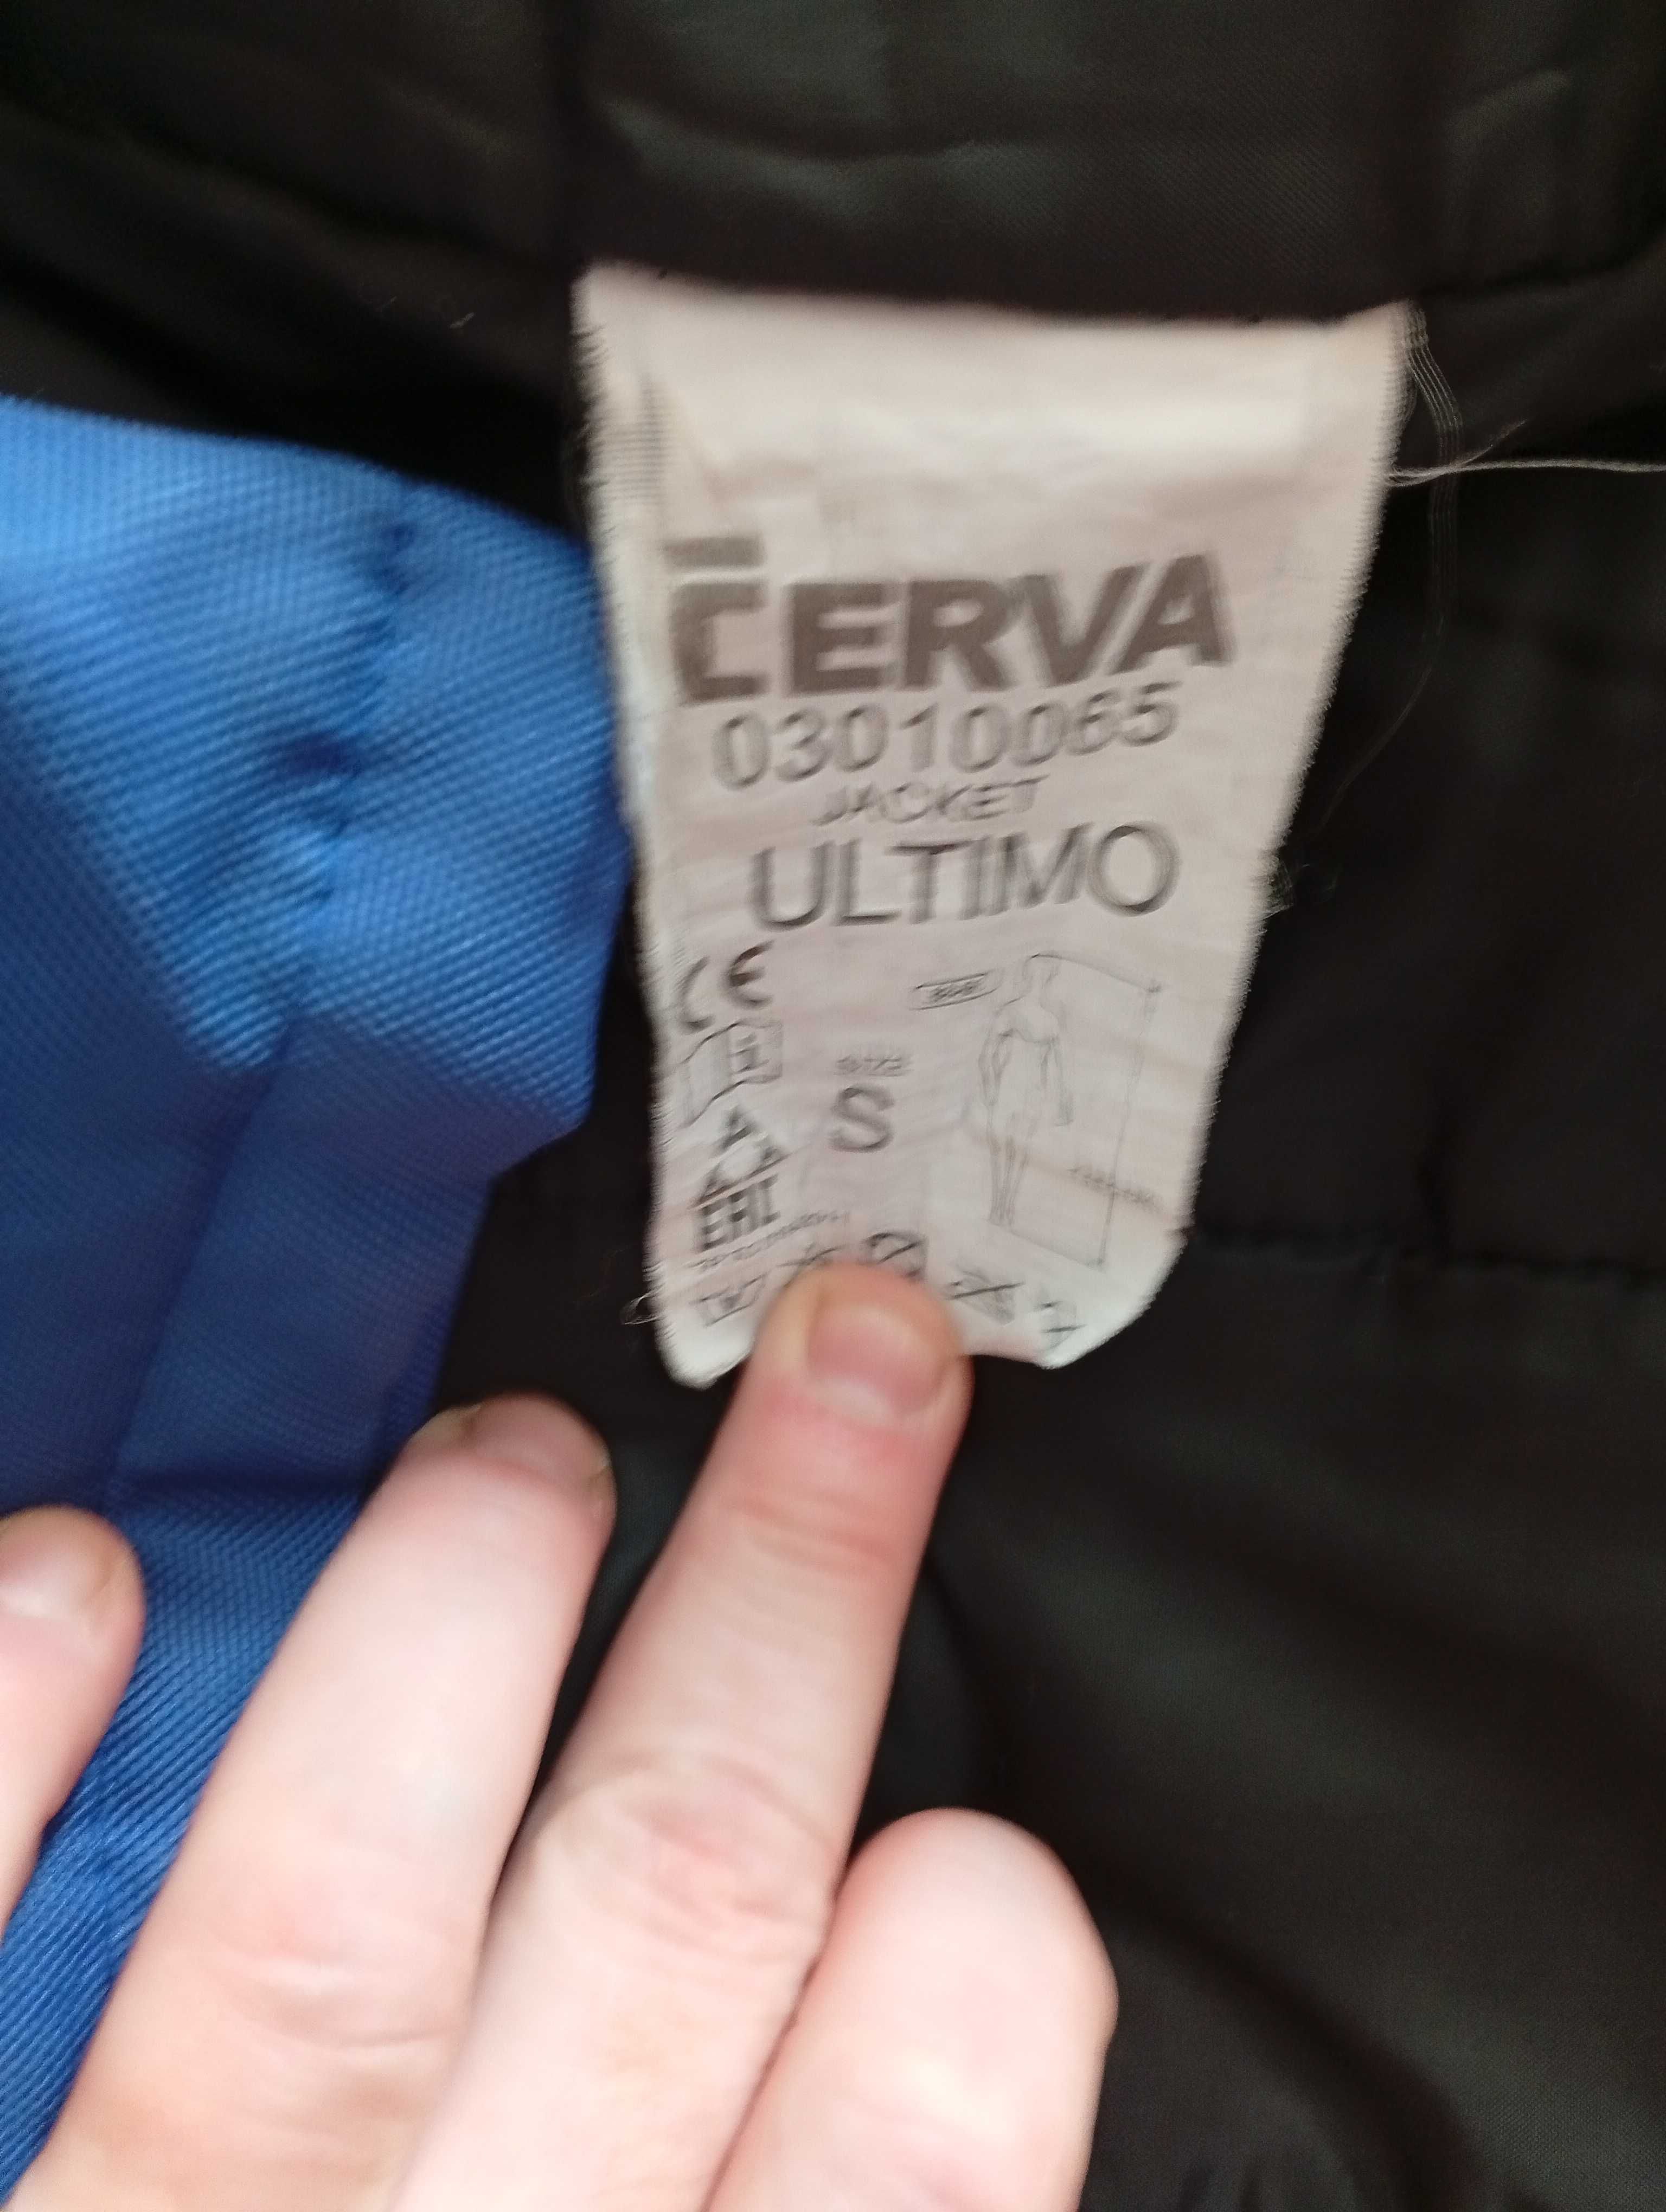 ČERVA
03010065
JACKET
ULTIMO
CE
SIZE
S
EAC